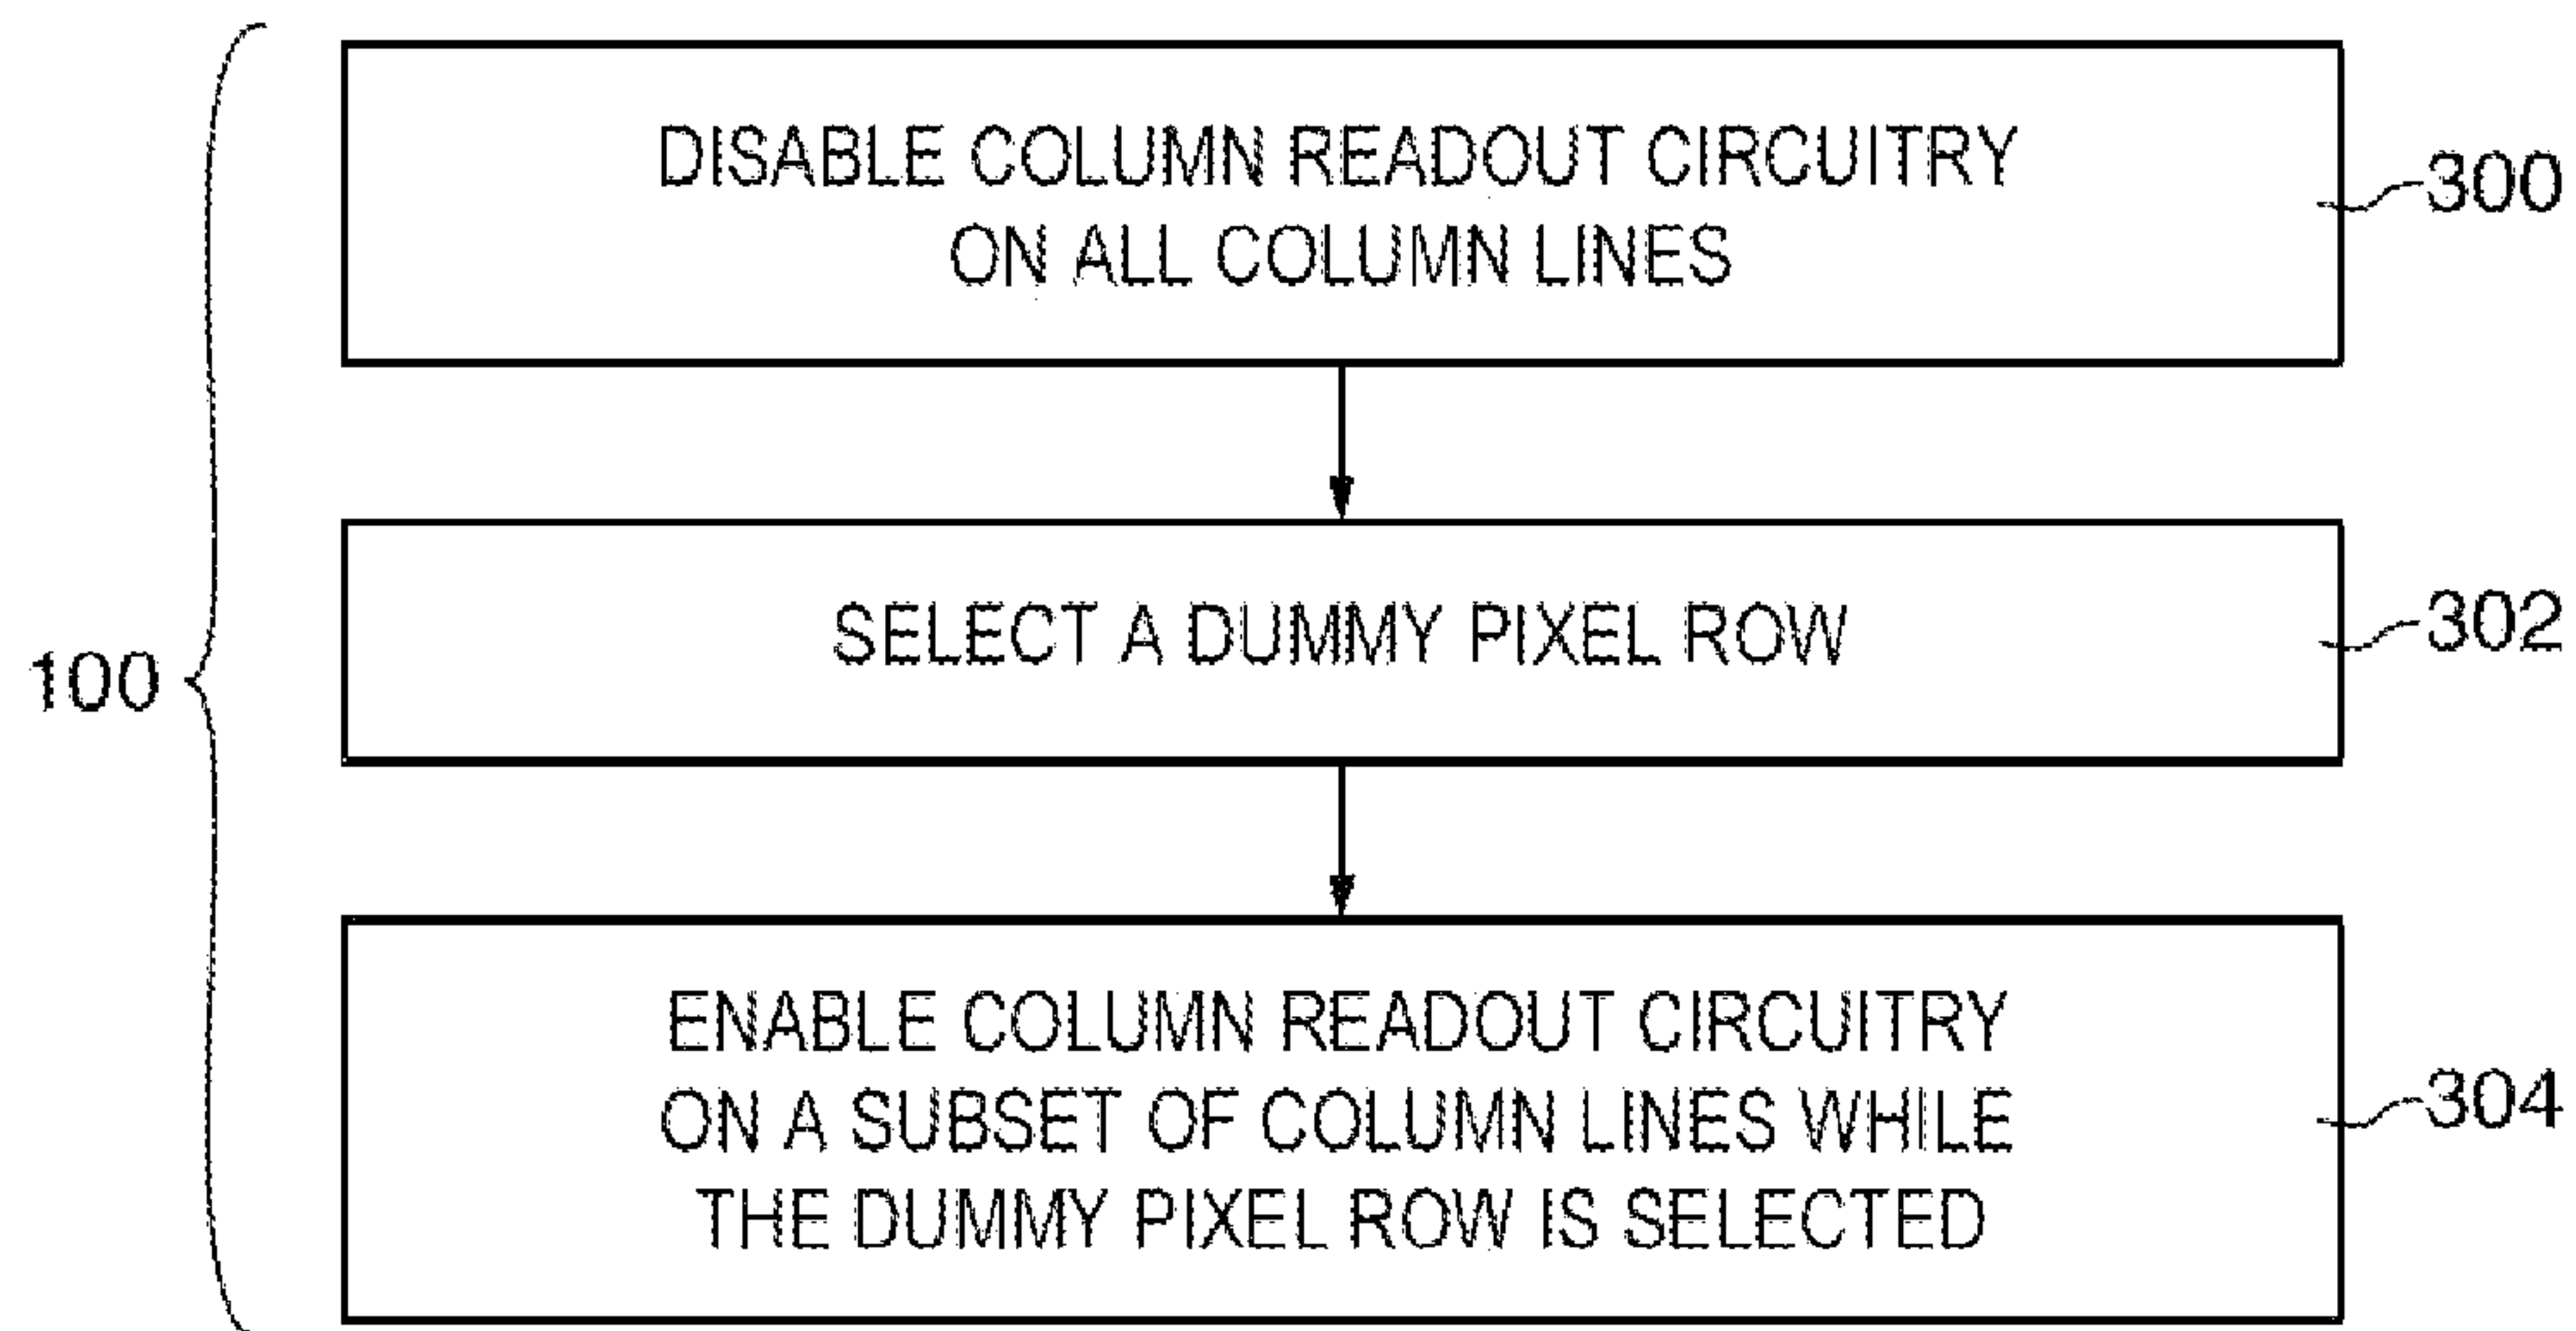 DISABLE COLUMN READOUT CIRCUITRY
ON ALL COLUMN LINES
300
SELECT A DUMMY PIXEL ROW
302
100
ENABLE COLUMN READOUT CIRCUITRY
ON A SUBSET OF COLUMN LINES WHILE
THE DUMMY PIXEL ROW IS SELECTED
304